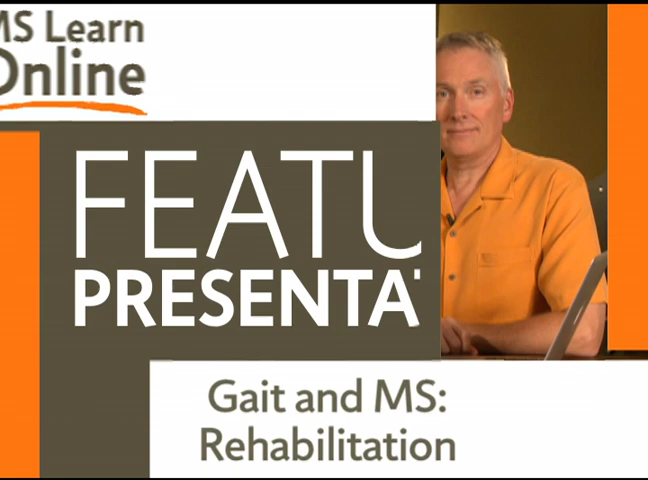 MS Learn
Online
FEATU
PRESENTA
Gait and MS:
Rehabilitation